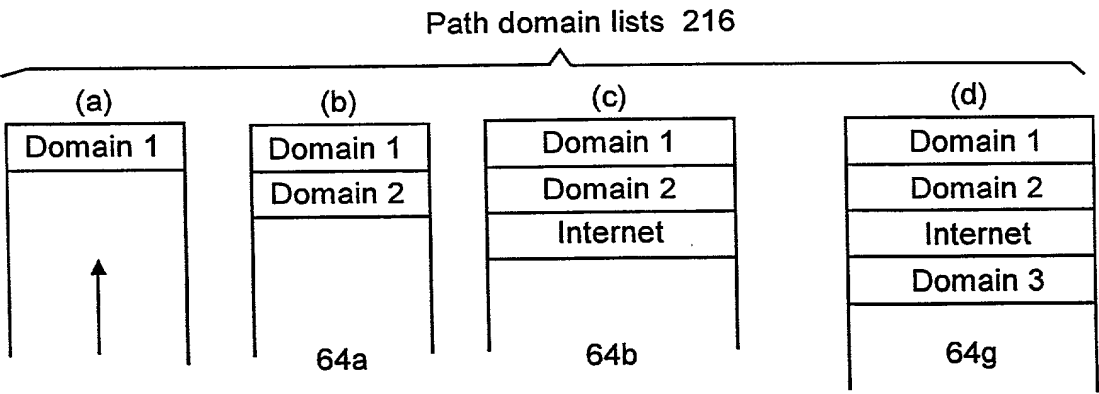 Path domain lists 216
(a) (b) (c) (d)
Domain 1 Domain 1 Domain 1 Domain 1
Domain 2 Domain 2 Domain 2
Internet Internet
Domain 3
64a 64b 64g